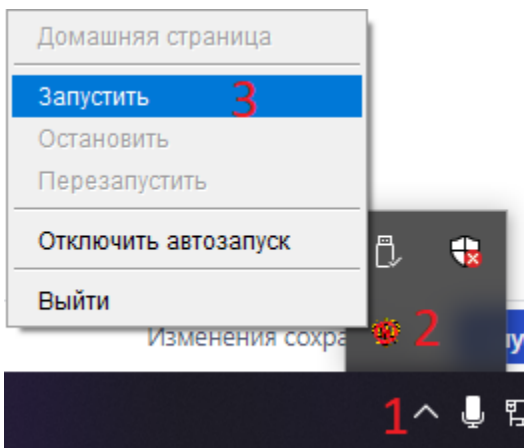 Домашняя страница
Запустить 3
Остановить
Перезапустить
Отключить автозапуск
Выйти
Изменения сохра
2
1